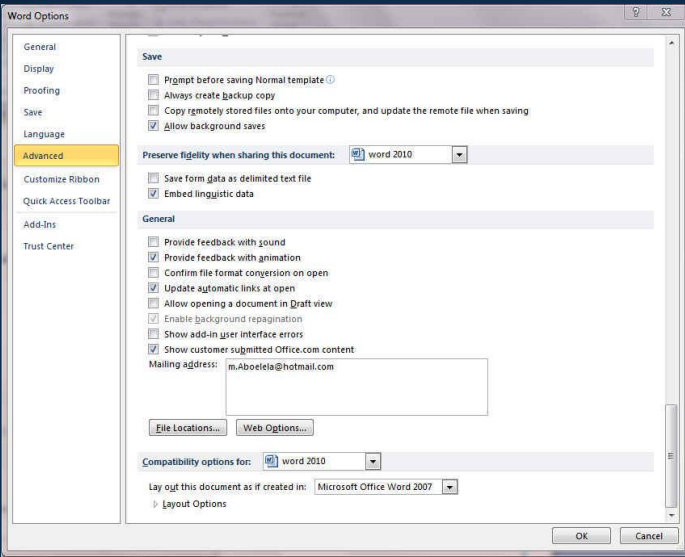 Word Options
General
Display
Proofing
Save
Language
Advanced
Customize Ribbon
Quick Access Toolbar
Add-Ins
Trust Center
Save
Prompt before saving Normal template
Always create backup copy
Copy remotely stored files onto your computer, and update the remote file when saving
Allow background saves
Preserve fidelity when sharing this document: word 2010
Save form data as delimited text file
Embed linguistic data
General
Provide feedback with sound
Provide feedback with animation
Confirm file format conversion on open
Update automatic links at open
Allow opening a document in Draft view
Enable background repagination
Show add-in user interface errors
Show customer submitted Office.com content
Mailing address: m.Aboelela@hotmail.com
File Locations... Web Options...
Compatibility options for: word 2010
Lay out this document as if created in: Microsoft Office Word 2007
Layout Options
OK Cancel